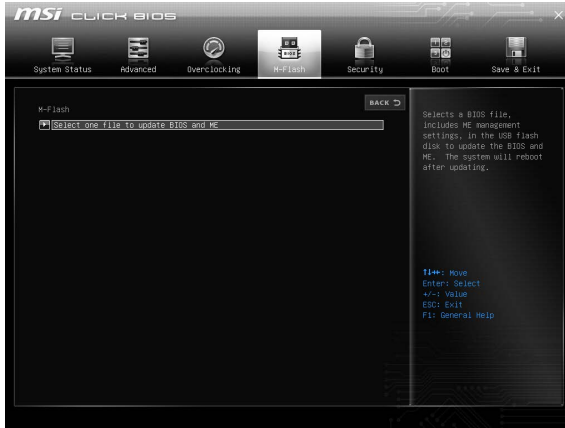 msi CLICK BIOS
System Status
Advanced
Overclocking
M-Flash
Security
Boot
Save & Exit
M-Flash
BACK
Select one file to update BIOS and ME
Selects a BIOS file,
includes ME management
settings, in the USB flash
disk to update the BIOS and
ME. The system will reboot
after updating.
↑↓→←: Move
Enter: Select
+/-: Value
ESC: Exit
F1: General Help